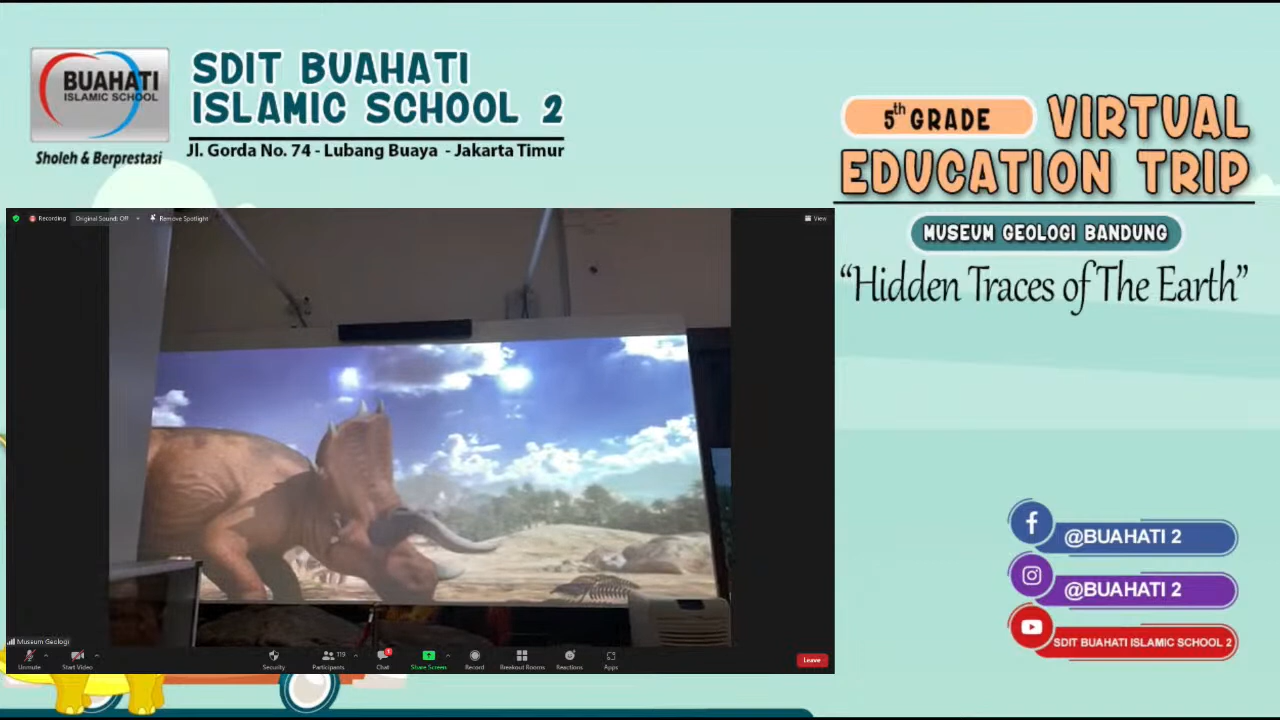 BUAHATI
ISLAMIC SCHOOL
Sholeh & Berprestasi
SDIT BUAHATI
ISLAMIC SCHOOL 2
Jl. Gorda No. 74 - Lubang Buaya - Jakarta Timur
5th GRADE VIRTUAL
EDUCATION TRIP
MUSEUM GEOLOGI BANDUNG
“Hidden Traces of The Earth”
Recording
Original Sound: Off
Remove Spotlight
View
Museum Geologi
Unmute
Start Video
Security
Participants
119
Chat
1
Share Screen
Record
Breakout Rooms
Reactions
Apps
Leave
@BUAHATI 2
@BUAHATI 2
SDIT BUAHATI ISLAMIC SCHOOL 2